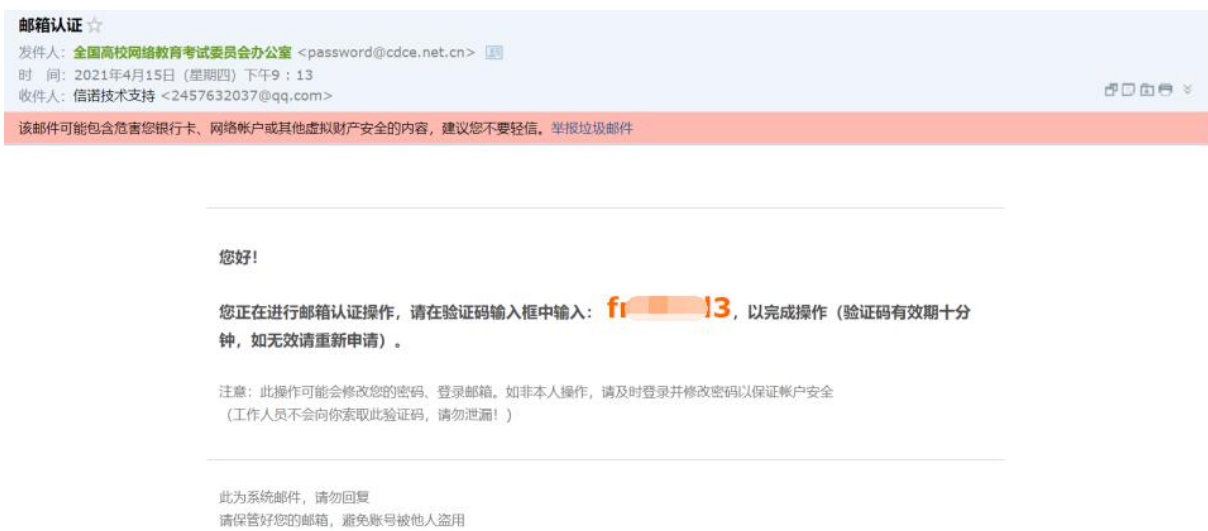 邮箱认证
发件人：全国高校网络教育考试委员会办公室 <password@cdce.net.cn>
时 间：2021年4月15日 (星期四) 下午9：13
收件人：信诺技术支持 <2457632037@qq.com>
该邮件可能包含危害您银行卡、网络帐户或其他虚拟财产安全的内容，建议您不要轻信。举报垃圾邮件
您好！
您正在进行邮箱认证操作，请在验证码输入框中输入： 3，以完成操作（验证码有效期十分
钟，如无效请重新申请）。
注意：此操作可能会修改您的密码、登录邮箱。如非本人操作，请及时登录并修改密码以保证帐户安全
（工作人员不会向你索取此验证码，请勿泄漏！)
此为系统邮件，请勿回复
请保管好您的邮箱，避免账号被他人盗用